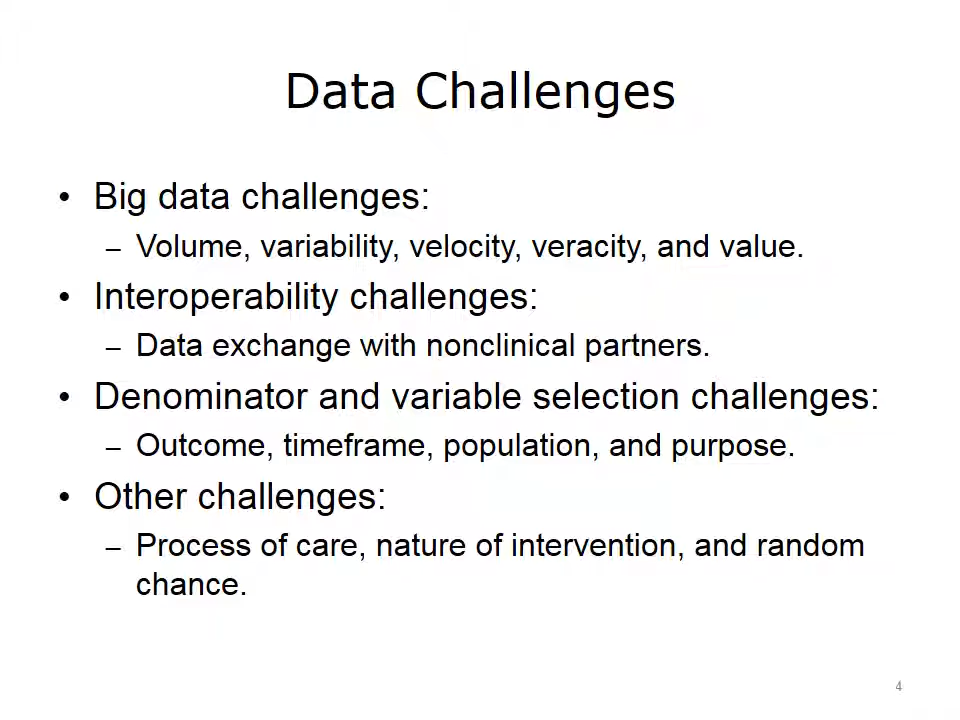 Data Challenges
• Big data challenges:
– Volume, variability, velocity, veracity, and value.
• Interoperability challenges:
– Data exchange with nonclinical partners.
• Denominator and variable selection challenges:
– Outcome, timeframe, population, and purpose.
• Other challenges:
– Process of care, nature of intervention, and random
chance.
4